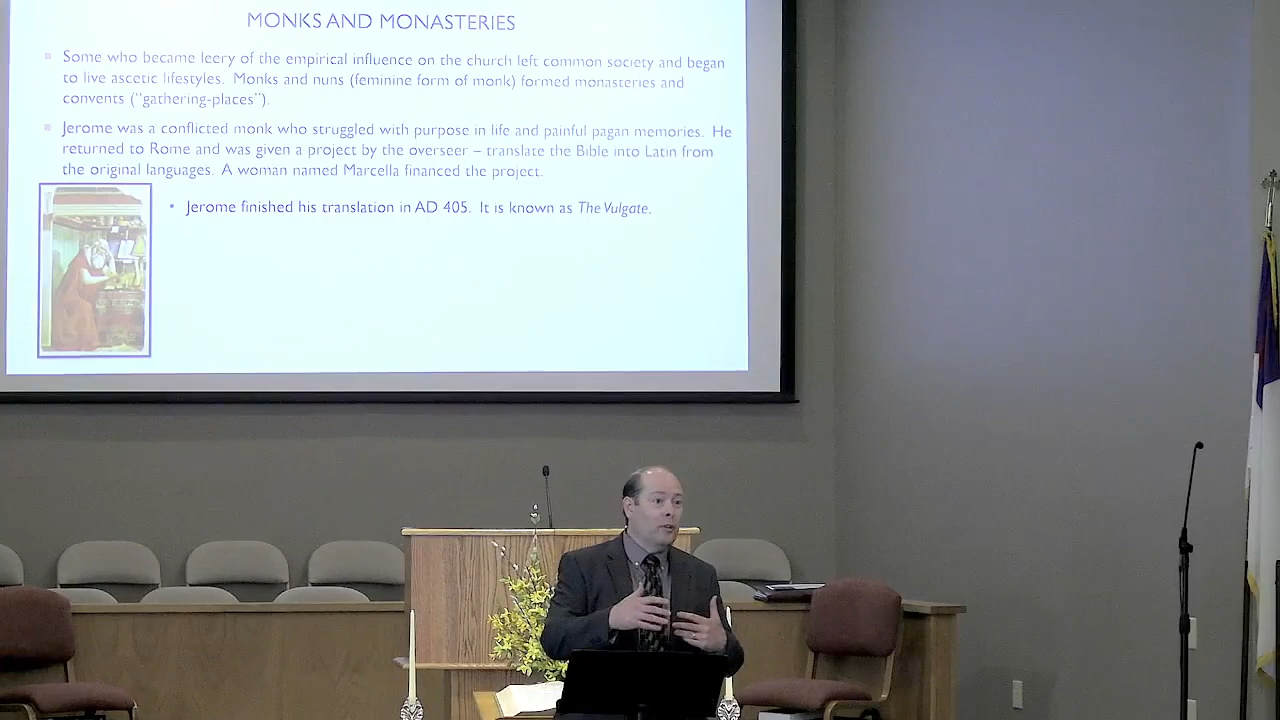 MONKS AND MONASTERIES
Some who became leery of the empirical influence on the church left common society and began
to live ascetic lifestyles. Monks and nuns (feminine form of monk) formed monasteries and
convents ("gathering-places").
Jerome was a conflicted monk who struggled with purpose in life and painful pagan memories. He
returned to Rome and was given a project by the overseer – translate the Bible into Latin from
the original languages. A woman named Marcella financed the project.
• Jerome finished his translation in AD 405. It is known as The Vulgate.